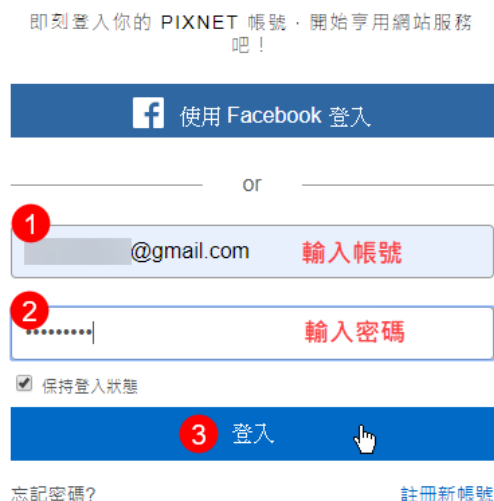 即刻登入你的 PIXNET 帳號，開始享用網站服務
吧！
f 使用 Facebook 登入
or
1
@gmail.com 輸入帳號
2
•••••••••| 輸入密碼
保持登入狀態
3 登入
忘記密碼? 註冊新帳號